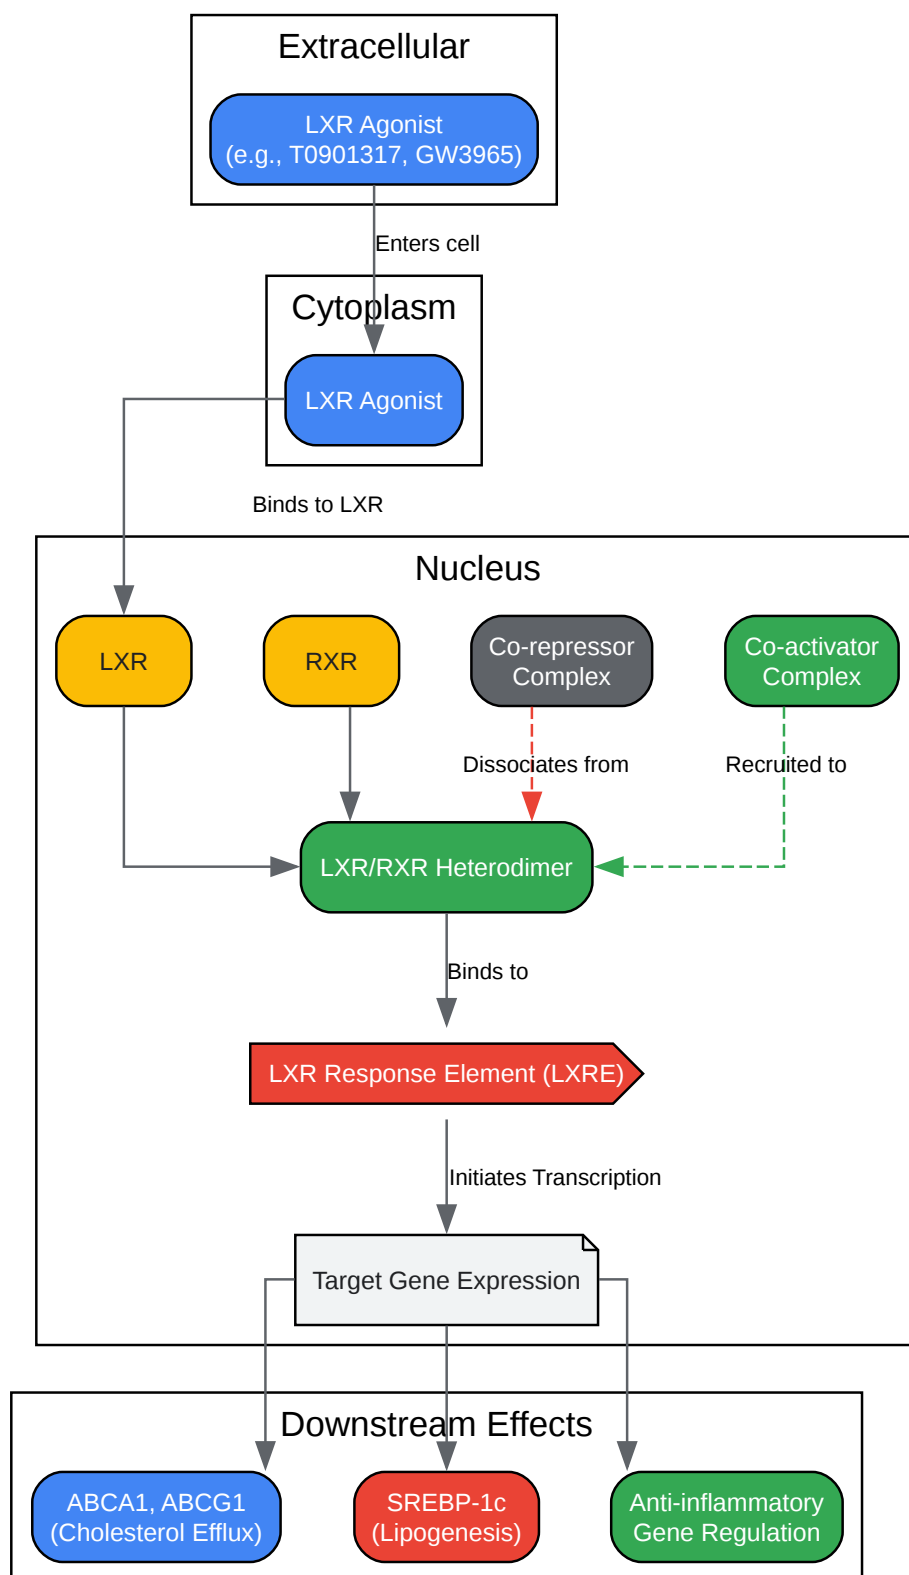 Extracellular
LXR Agonist
(e.g., T0901317, GW3965)
Enters cell
Cytoplasm
LXR Agonist
Binds to LXR
Nucleus
LXR
RXR
Co-repressor
Complex
Co-activator
Complex
Dissociates from
Recruited to
LXR/RXR Heterodimer
Binds to
LXR Response Element (LXRE)
Initiates Transcription
Target Gene Expression
Downstream Effects
ABCA1, ABCG1
(Cholesterol Efflux)
SREBP-1c
(Lipogenesis)
Anti-inflammatory
Gene Regulation